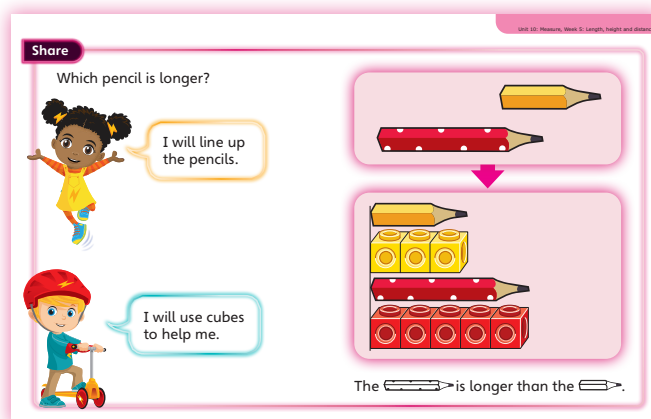 Unit 10: Measure, Week 5: Length, height and distance
Share
Which pencil is longer?
I will line up
the pencils.
I will use cubes
to help me.
The is longer than the .